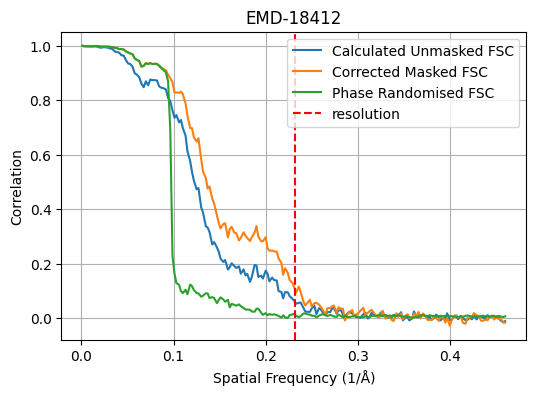 EMD-18412
Calculated Unmasked FSC
Corrected Masked FSC
Phase Randomised FSC
resolution
Correlation
1.0
0.8
0.6
0.4
0.2
0.0
0.0 0.1 0.2 0.3 0.4
Spatial Frequency (1/Å)